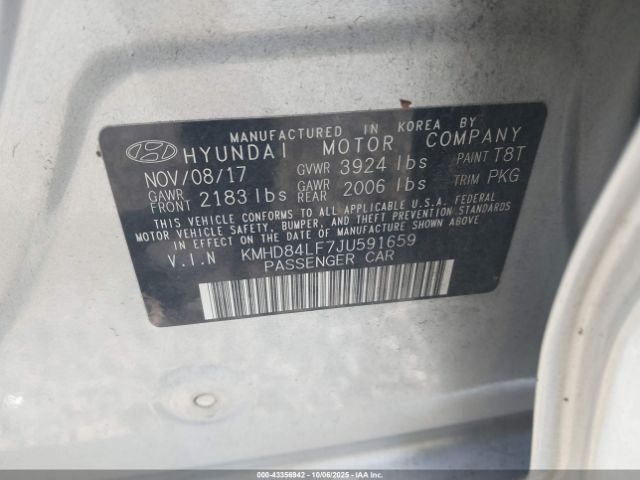 MANUFACTURED IN KOREA BY
HYUNDAI MOTOR COMPANY
NOV/08/17 GVWR 3924 lbs PAINT T8T
GAWR FRONT 2183 lbs GAWR REAR 2006 lbs TRIM PKG
THIS VEHICLE CONFORMS TO ALL APPLICABLE U.S.A. FEDERAL
MOTOR VEHICLE SAFETY, BUMPER, AND THEFT PREVENTION STANDARDS
IN EFFECT ON THE DATE OF MANUFACTURE SHOWN ABOVE.
V.I.N KMHD84LF7JU591659
PASSENGER CAR
000-43356942 | 10/06/2025 | Copyright IAA, Inc.